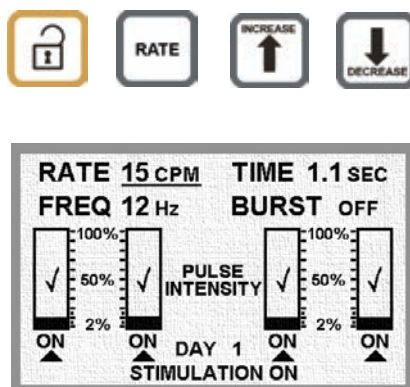 RATE
INCREASE
DECREASE
RATE 15 CPM TIME 1.1 SEC
FREQ 12 Hz BURST OFF
100% 100%
50% PULSE 50%
INTENSITY
2% 2%
ON ON DAY 1 ON ON
STIMULATION ON